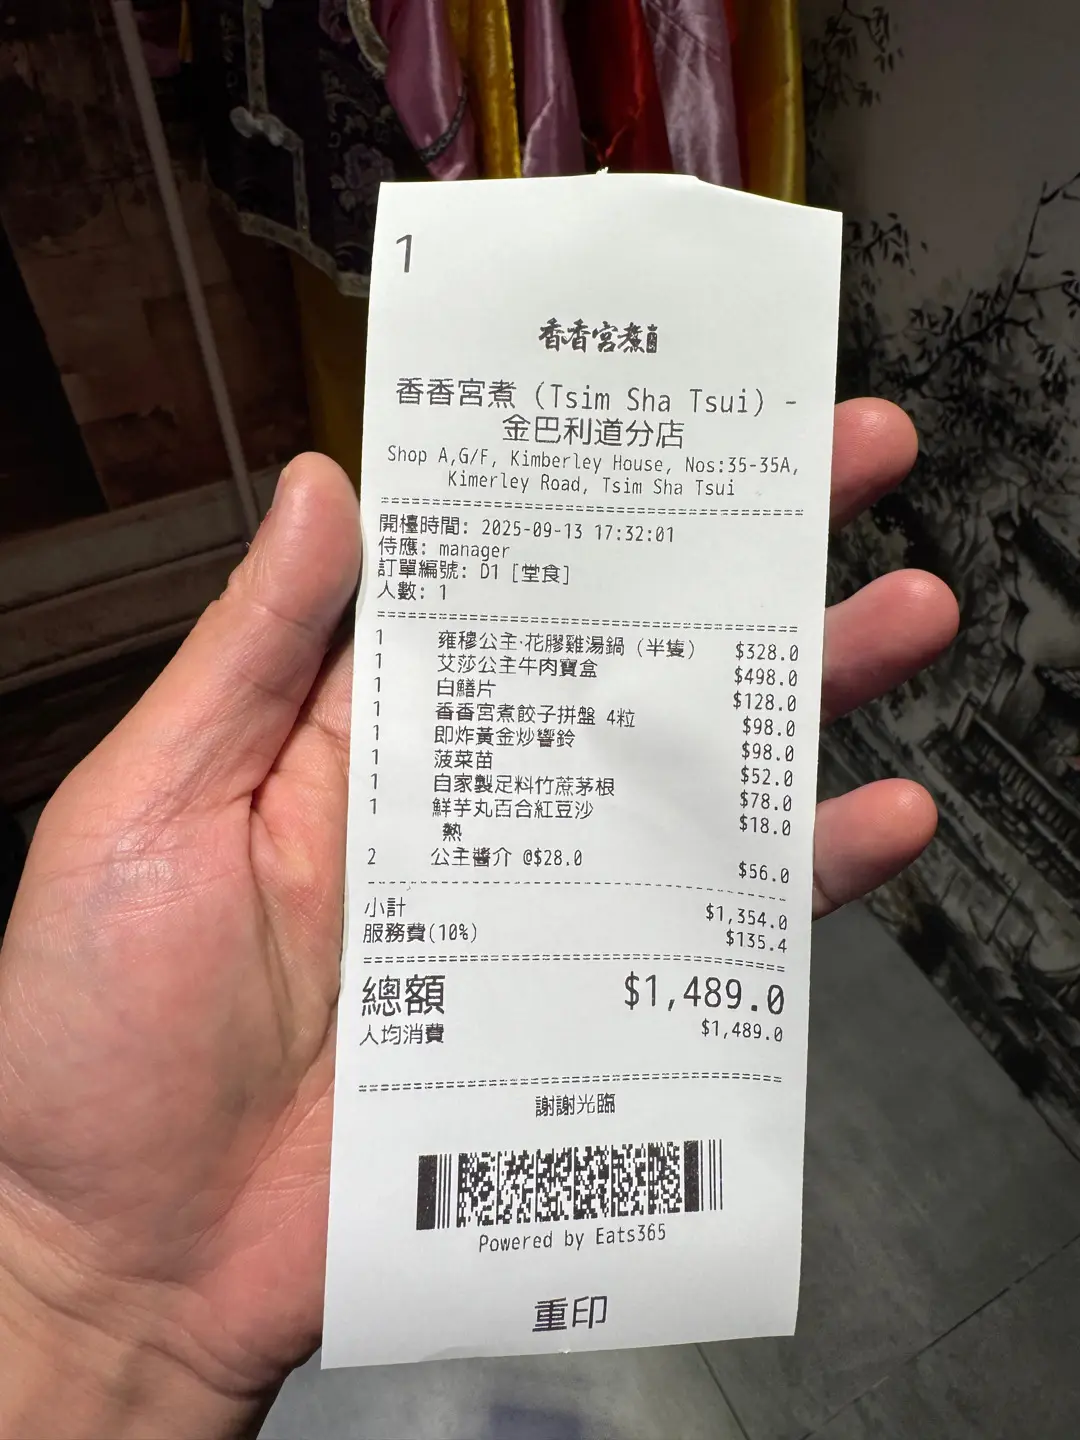 1
香香宮煮
香香宮煮 (Tsim Sha Tsui) -
金巴利道分店
Shop A,G/F, Kimberley House, Nos:35-35A,
Kimerley Road, Tsim Sha Tsui
開檯時間: 2025-09-13 17:32:01
侍應: manager
訂單編號: D1 [堂食]
人數: 1
1 雍穆公主·花膠雞湯鍋 (半隻) $328.0
1 艾莎公主牛肉寶盒 $498.0
1 白鱔片 $128.0
1 香香宮煮餃子拼盤 4粒 $98.0
1 即炸黃金炒響鈴 $98.0
1 菠菜苗 $52.0
1 自家製足料竹蔗茅根 $78.0
1 鮮芋丸百合紅豆沙 $18.0
熱
2 公主醬介 @$28.0 $56.0
小計 $1,354.0
服務費(10%) $135.4
總額 $1,489.0
人均消費 $1,489.0
謝謝光臨
Powered by Eats365
重印